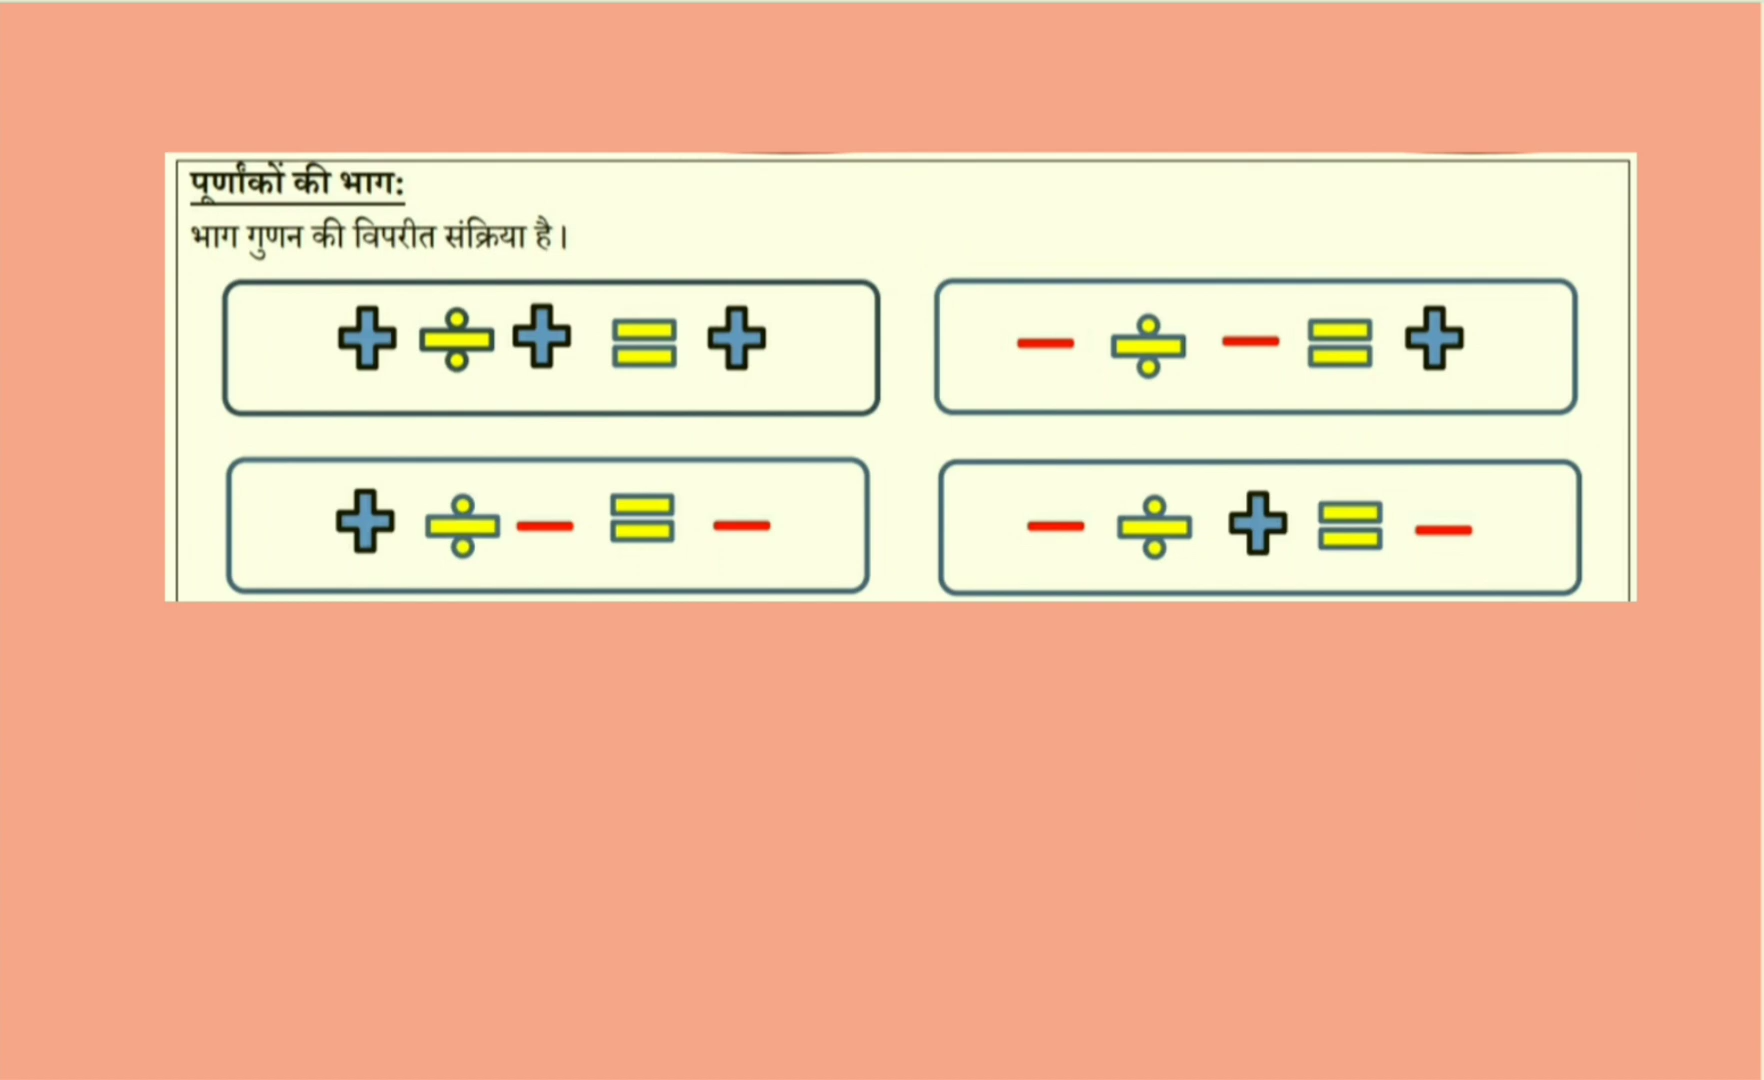 पूर्णांकों की भाग:
भाग गुणन की विपरीत संक्रिया है।
+ ÷ + = +
− ÷ − = +
+ ÷ − = −
− ÷ + = −